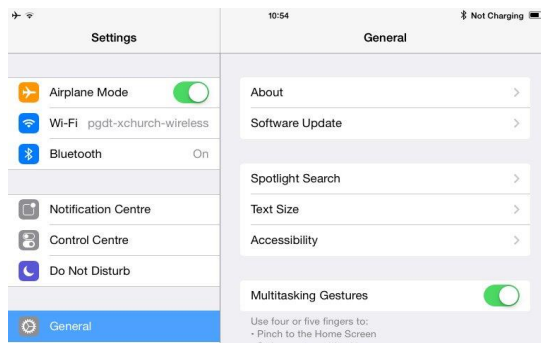 10:54
Not Charging
Settings
General
Airplane Mode
Wi-Fi pgdt-xchurch-wireless
Bluetooth On
Notification Centre
Control Centre
Do Not Disturb
General
About
Software Update
Spotlight Search
Text Size
Accessibility
Multitasking Gestures
Use four or five fingers to:
• Pinch to the Home Screen